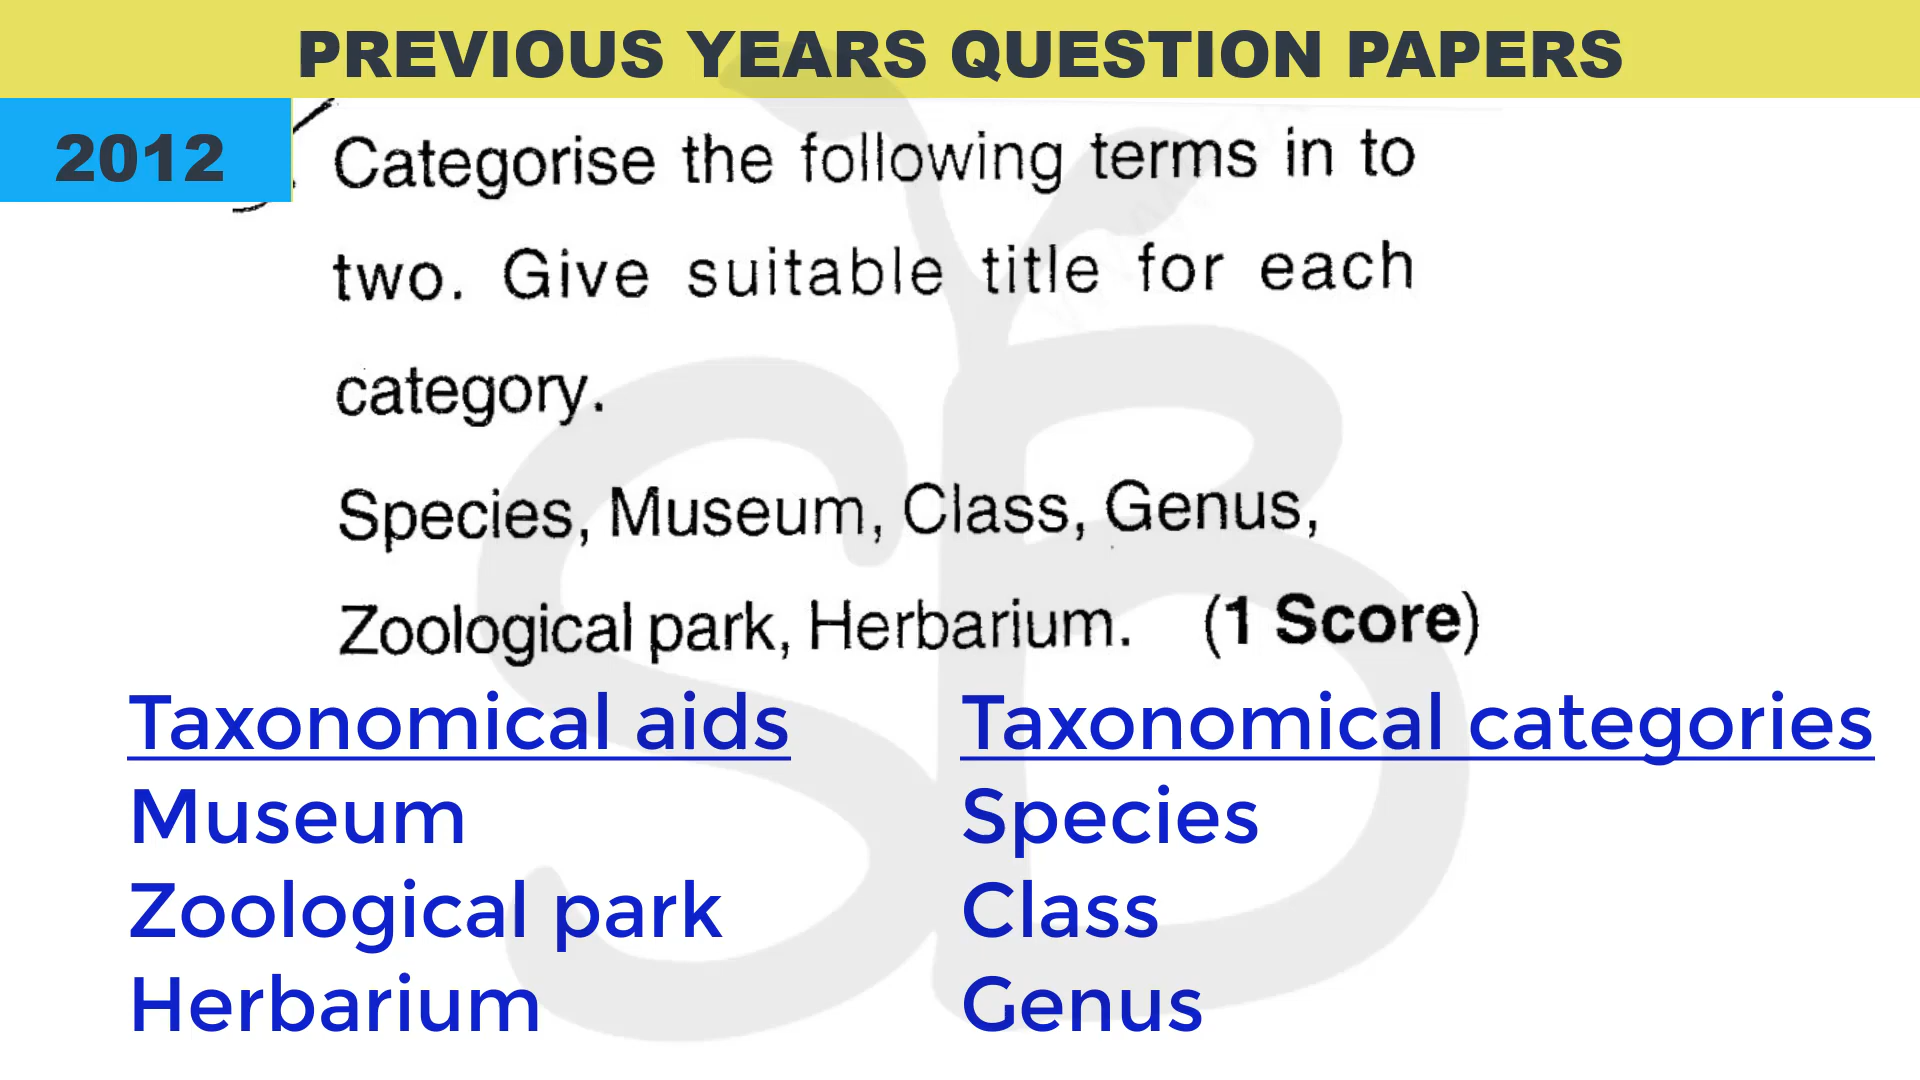 PREVIOUS YEARS QUESTION PAPERS
2012
Categorise the following terms in to
two. Give suitable title for each
category.
Species, Museum, Class, Genus,
Zoological park, Herbarium. (1 Score)
Taxonomical aids
Museum
Zoological park
Herbarium
Taxonomical categories
Species
Class
Genus